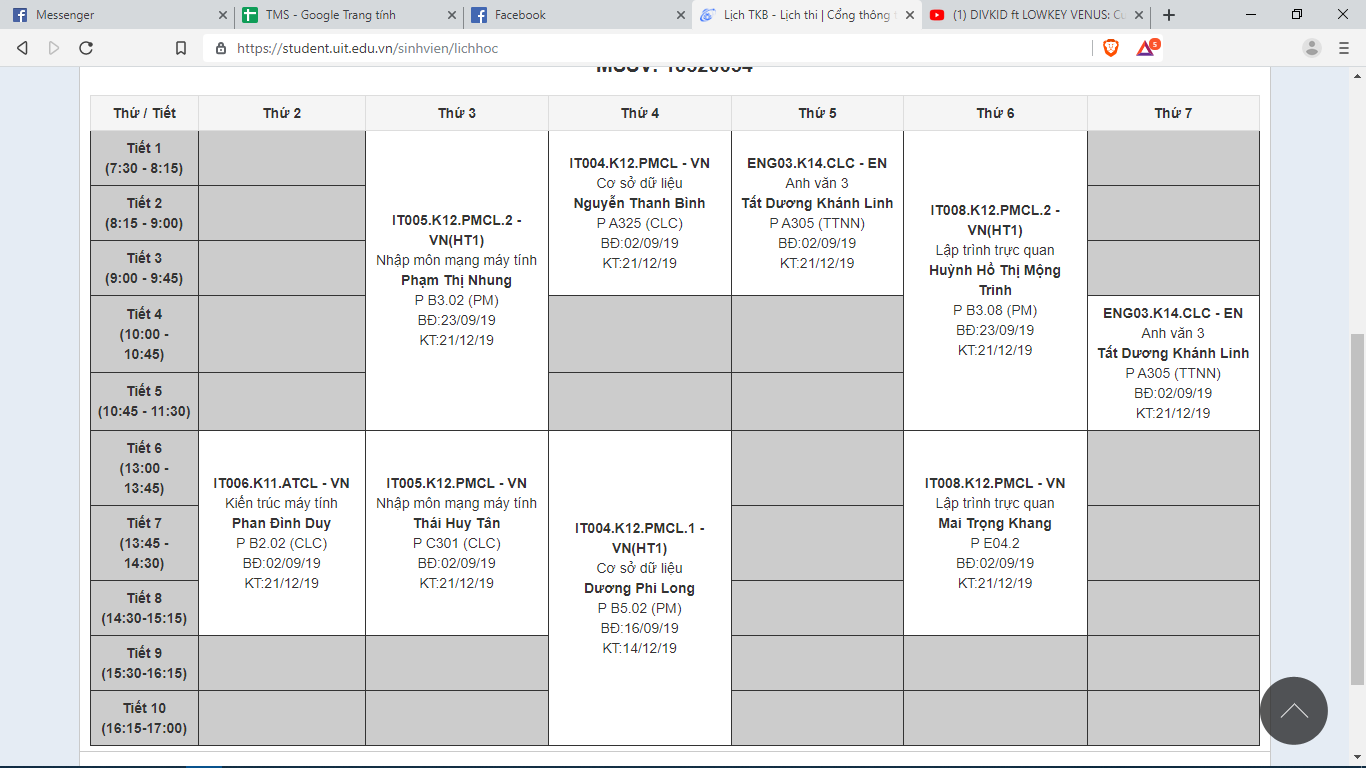 Messenger
TMS - Google Trang tính
Facebook
Lịch TKB - Lịch thi | Cổng thông t
(1) DIVKID ft LOWKEY VENUS: Cu
https://student.uit.edu.vn/sinhvien/lichhoc
5
Thứ / Tiết
Thứ 2
Thứ 3
Thứ 4
Thứ 5
Thứ 6
Thứ 7
Tiết 1
(7:30 - 8:15)
Tiết 2
(8:15 - 9:00)
Tiết 3
(9:00 - 9:45)
Tiết 4
(10:00 -
10:45)
Tiết 5
(10:45 - 11:30)
IT005.K12.PMCL.2 -
VN(HT1)
Nhập môn mạng máy tính
Phạm Thị Nhung
P B3.02 (PM)
BĐ:23/09/19
KT:21/12/19
IT004.K12.PMCL - VN
Cơ sở dữ liệu
Nguyễn Thanh Bình
P A325 (CLC)
BĐ:02/09/19
KT:21/12/19
ENG03.K14.CLC - EN
Anh văn 3
Tất Dương Khánh Linh
P A305 (TTNN)
BĐ:02/09/19
KT:21/12/19
IT008.K12.PMCL.2 -
VN(HT1)
Lập trình trực quan
Huỳnh Hồ Thị Mộng
Trinh
P B3.08 (PM)
BĐ:23/09/19
KT:21/12/19
ENG03.K14.CLC - EN
Anh văn 3
Tất Dương Khánh Linh
P A305 (TTNN)
BĐ:02/09/19
KT:21/12/19
Tiết 6
(13:00 -
13:45)
Tiết 7
(13:45 -
14:30)
Tiết 8
(14:30-15:15)
Tiết 9
(15:30-16:15)
Tiết 10
(16:15-17:00)
IT006.K11.ATCL - VN
Kiến trúc máy tính
Phan Đình Duy
P B2.02 (CLC)
BĐ:02/09/19
KT:21/12/19
IT005.K12.PMCL - VN
Nhập môn mạng máy tính
Thái Huy Tân
P C301 (CLC)
BĐ:02/09/19
KT:21/12/19
IT004.K12.PMCL.1 -
VN(HT1)
Cơ sở dữ liệu
Dương Phi Long
P B5.02 (PM)
BĐ:16/09/19
KT:14/12/19
IT008.K12.PMCL - VN
Lập trình trực quan
Mai Trọng Khang
P E04.2
BĐ:02/09/19
KT:21/12/19